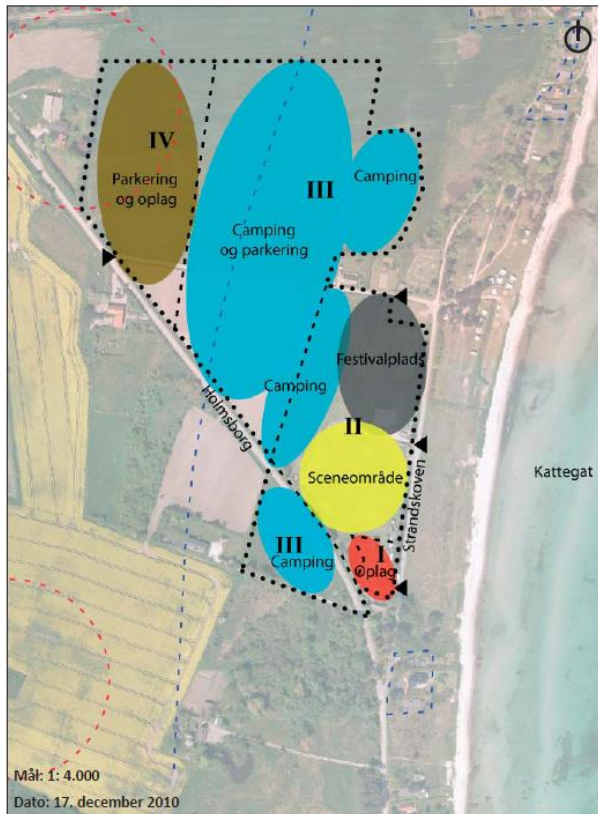 IV
Parkering
og oplag
III
Camping
Camping
og parkering
Festivalplads
Camping
Holmsborg
II
Sceneområde
Strandskoven
Kattegat
III
Camping
I
Oplag
Mål: 1: 4.000
Dato: 17. december 2010